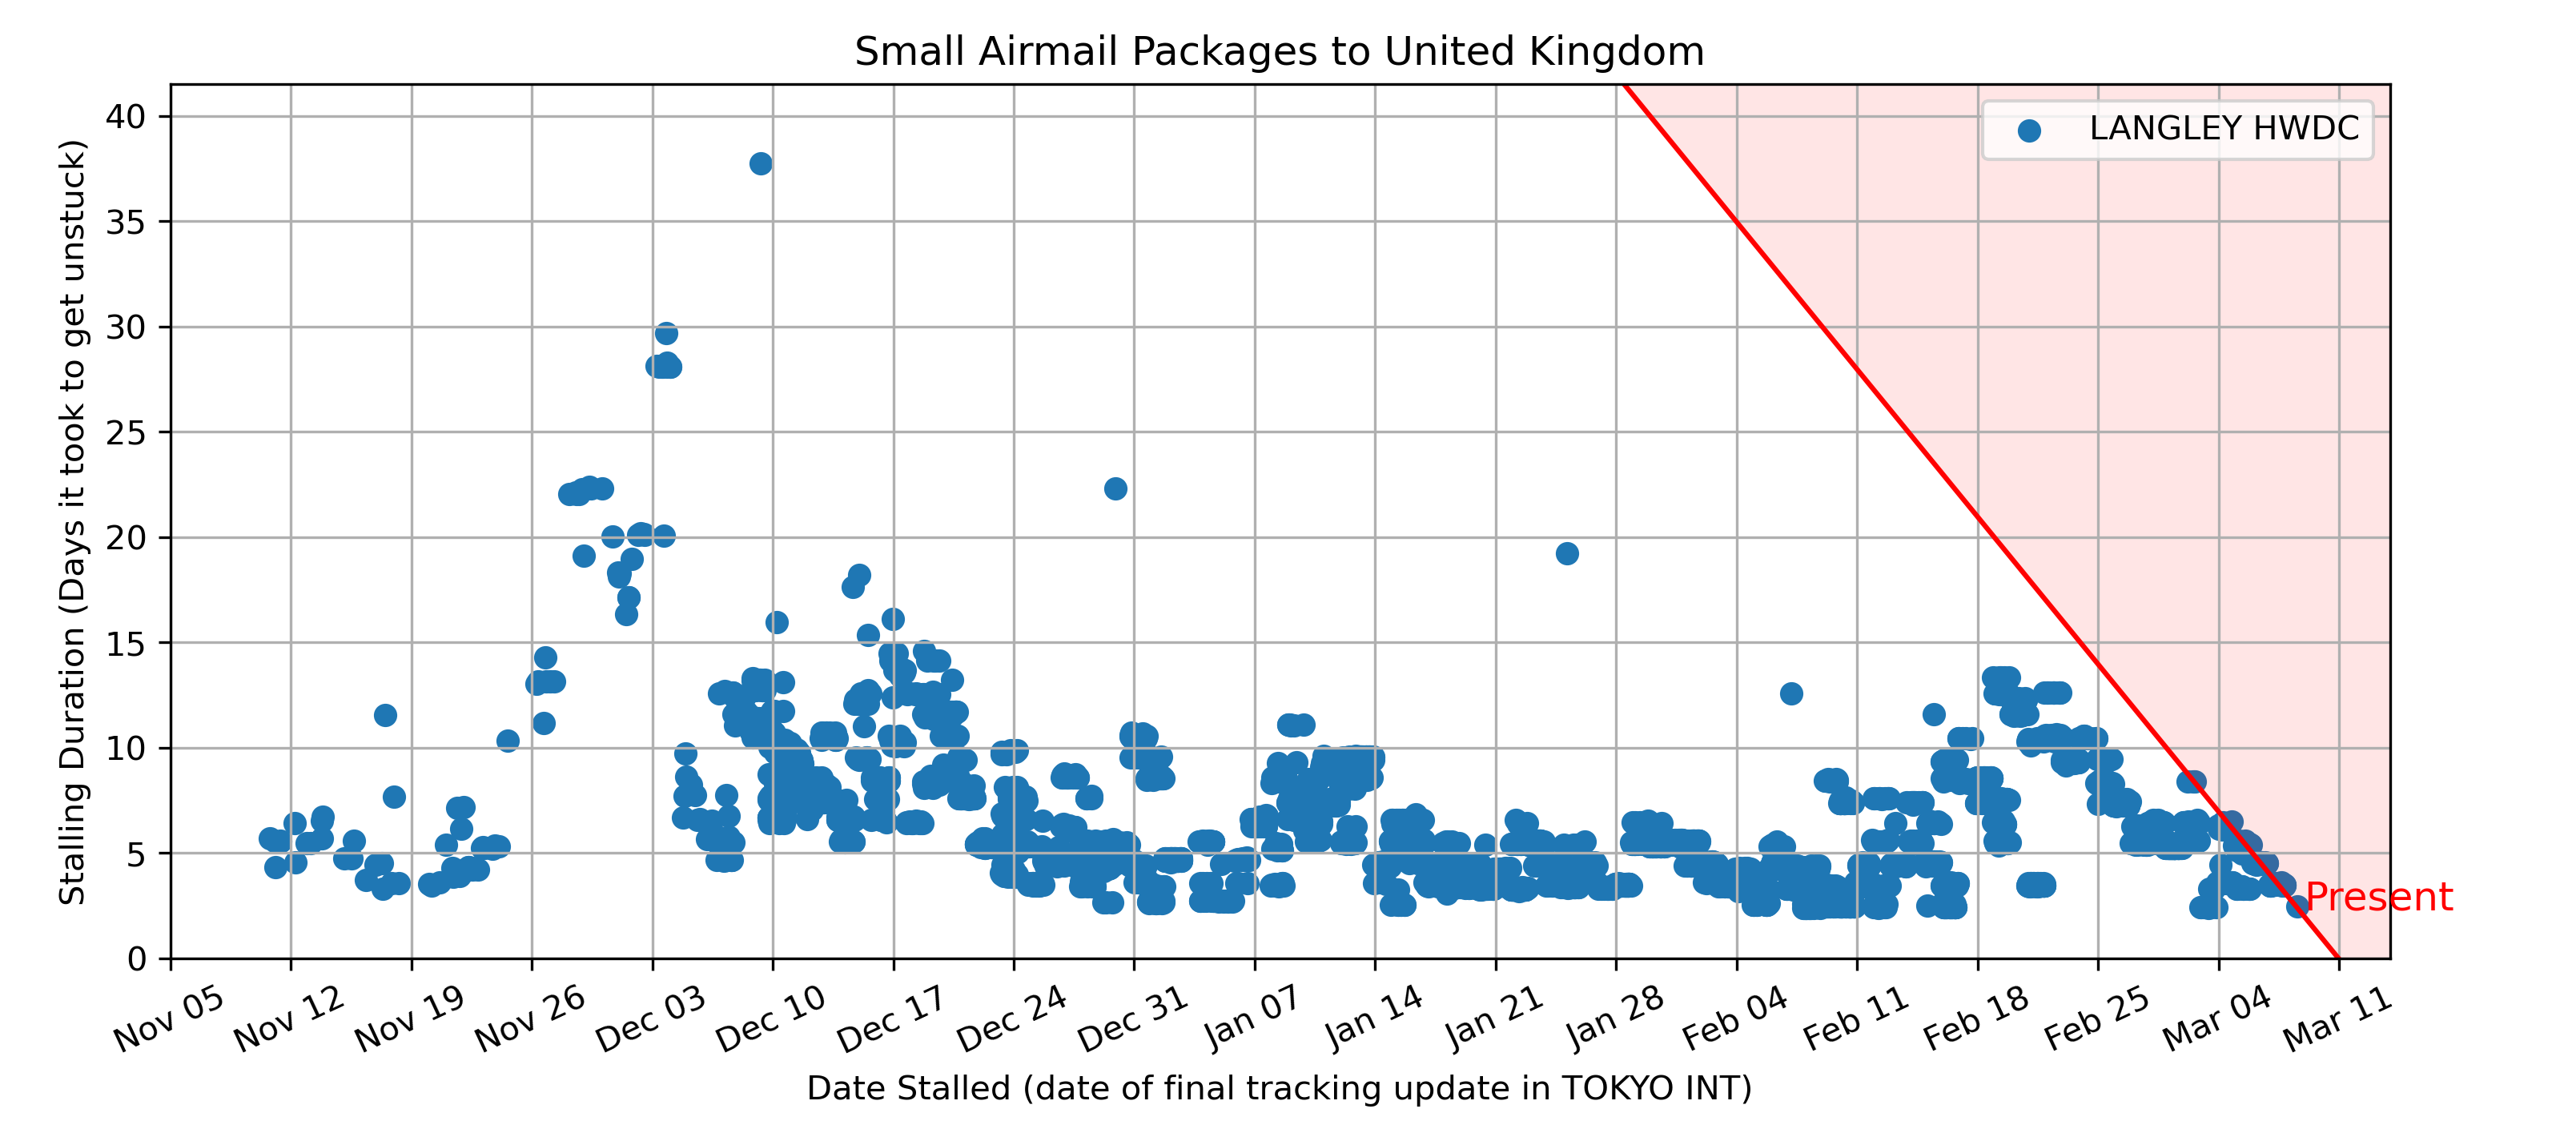 Small Airmail Packages to United Kingdom
LANGLEY HWDC
Stalling Duration (Days it took to get unstuck)
40
35
30
25
20
15
10
5
0
Present
Nov 05
Nov 12
Nov 19
Nov 26
Dec 03
Dec 10
Dec 17
Dec 24
Dec 31
Jan 07
Jan 14
Jan 21
Jan 28
Feb 04
Feb 11
Feb 18
Feb 25
Mar 04
Mar 11
Date Stalled (date of final tracking update in TOKYO INT)